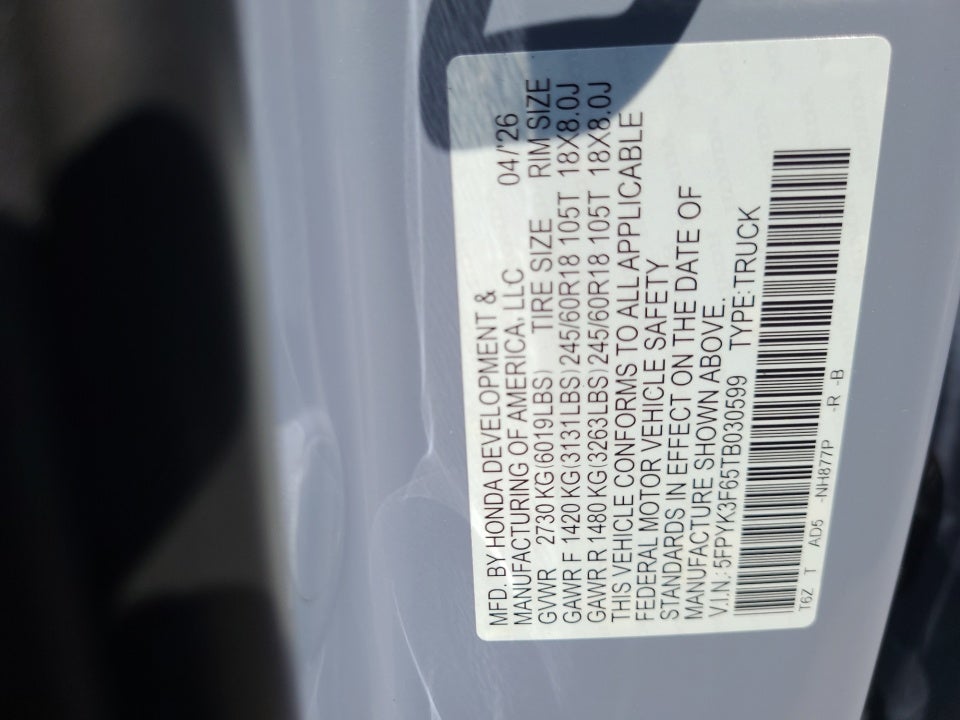 MFD. BY HONDA DEVELOPMENT &
MANUFACTURING OF AMERICA, LLC 04/'26
GVWR 2730 KG (6019LBS) TIRE SIZE RIM SIZE
GAWR F 1420 KG (3131LBS) 245/60R18 105T 18X8.0J
GAWR R 1480 KG (3263LBS) 245/60R18 105T 18X8.0J
THIS VEHICLE CONFORMS TO ALL APPLICABLE
FEDERAL MOTOR VEHICLE SAFETY
STANDARDS IN EFFECT ON THE DATE OF
MANUFACTURE SHOWN ABOVE.
V.I.N.: 5FPYK3F65TB030599 TYPE: TRUCK
T6Z T AD5 -NH877P -R -B